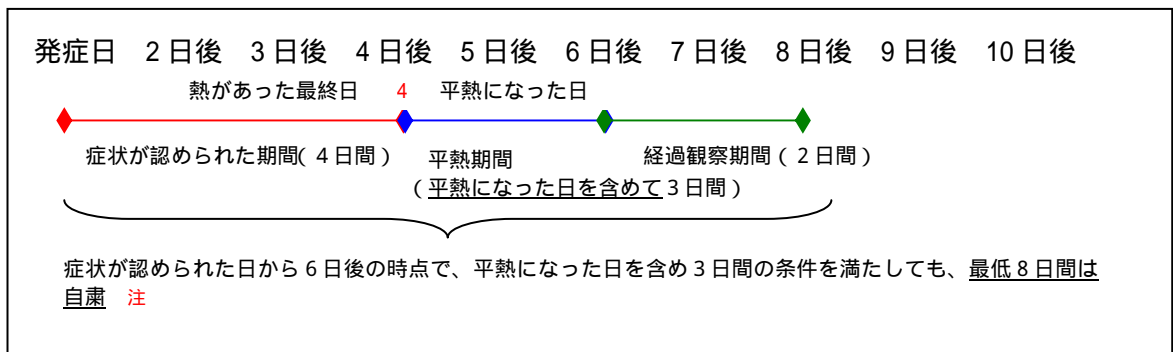 発症日 2日後 3日後 4日後 5日後 6日後 7日後 8日後 9日後 10日後
熱があった最終日 4 平熱になった日
症状が認められた期間(4日間) 平熱期間 経過観察期間(2日間)
(平熱になった日を含めて3日間)
症状が認められた日から6日後の時点で、平熱になった日を含め3日間の条件を満たしても、最低8日間は
自粛 注